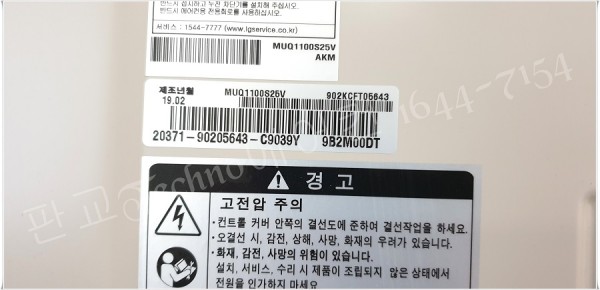 반드시 접지하고 누전 차단기를 설치해 주십시오.
반드시 에어컨용 전용회로를 사용하십시오.
서비스 : 1544-7777 (www.lgservice.co.kr)
MUQ1100S25V
AKM
제조년월
19.02
MUQ1100S25V
902KCFT05643
20371-90205643-C9039Y
9B2M00DT
경 고
고전압 주의
• 컨트롤 커버 안쪽의 결선도에 준하여 결선작업을 하세요.
• 오결선 시, 감전, 상해, 사망, 화재의 우려가 있습니다.
• 화재, 감전, 사망의 위험이 있습니다.
설치, 서비스, 수리 시 제품이 조립되지 않은 상태에서
전원을 인가하지 마세요
판교
Techno
1644-7154